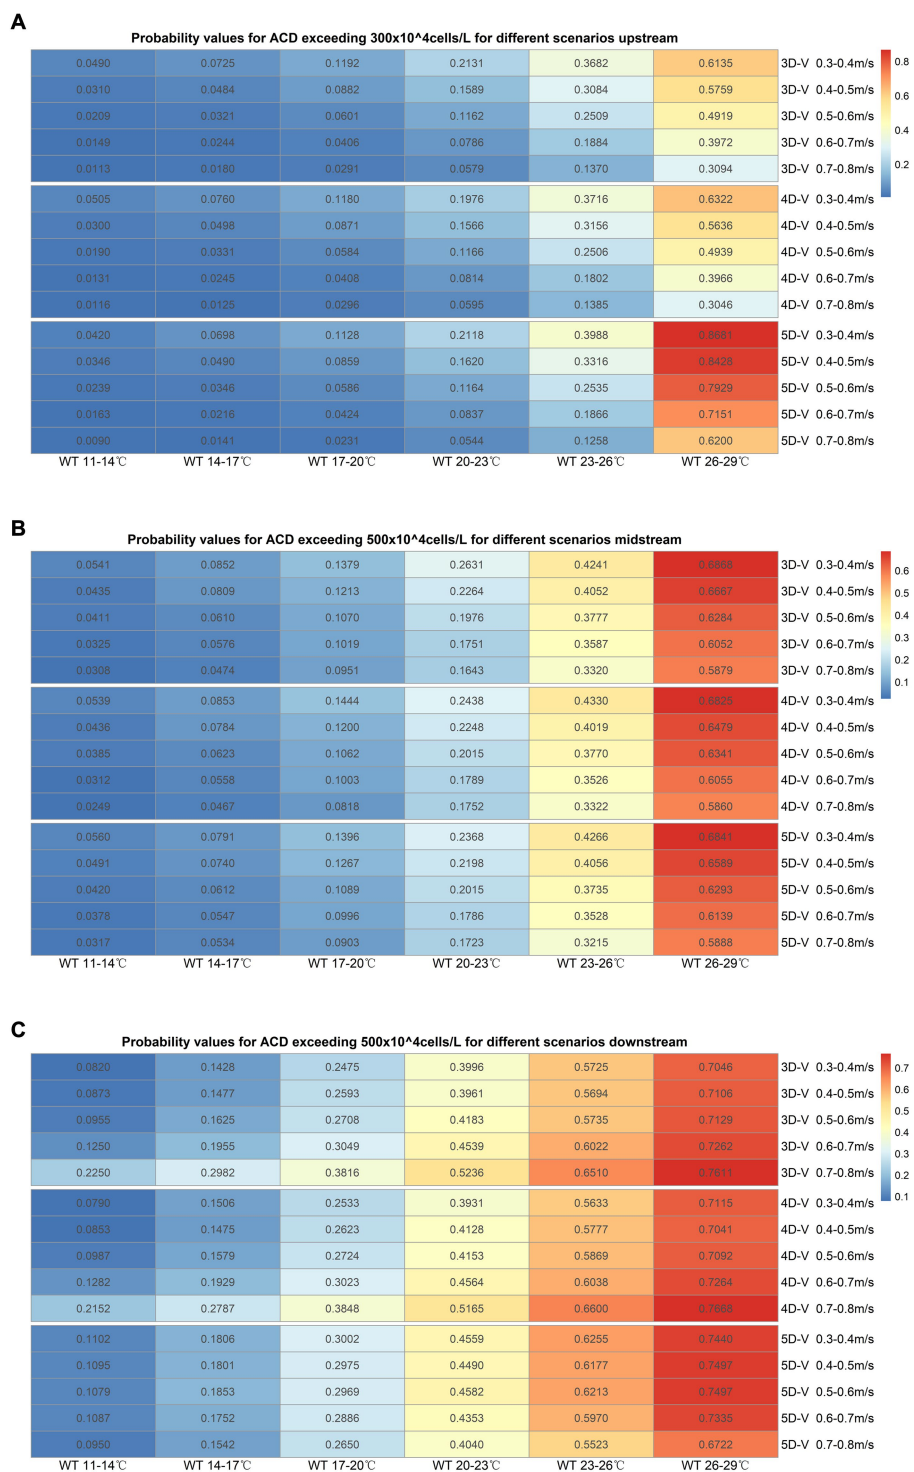 A
Probability values for ACD exceeding 300x10^4cells/L for different scenarios upstream
0.0490 0.0725 0.1192 0.2131 0.3682 0.6135 3D-V 0.3-0.4m/s
0.0310 0.0484 0.0882 0.1589 0.3084 0.5759 3D-V 0.4-0.5m/s
0.0209 0.0321 0.0601 0.1162 0.2509 0.4919 3D-V 0.5-0.6m/s
0.0149 0.0244 0.0406 0.0786 0.1884 0.3972 3D-V 0.6-0.7m/s
0.0113 0.0180 0.0291 0.0579 0.1370 0.3094 3D-V 0.7-0.8m/s
0.0505 0.0760 0.1180 0.1976 0.3716 0.6322 4D-V 0.3-0.4m/s
0.0300 0.0498 0.0871 0.1566 0.3156 0.5636 4D-V 0.4-0.5m/s
0.0190 0.0331 0.0584 0.1166 0.2506 0.4939 4D-V 0.5-0.6m/s
0.0131 0.0245 0.0408 0.0814 0.1802 0.3966 4D-V 0.6-0.7m/s
0.0116 0.0125 0.0296 0.0595 0.1385 0.3046 4D-V 0.7-0.8m/s
0.0420 0.0698 0.1128 0.2118 0.3988 0.8681 5D-V 0.3-0.4m/s
0.0346 0.0490 0.0859 0.1620 0.3316 0.8428 5D-V 0.4-0.5m/s
0.0239 0.0346 0.0586 0.1164 0.2535 0.7929 5D-V 0.5-0.6m/s
0.0163 0.0216 0.0424 0.0837 0.1866 0.7151 5D-V 0.6-0.7m/s
0.0090 0.0141 0.0231 0.0544 0.1258 0.6200 5D-V 0.7-0.8m/s
WT 11-14℃ WT 14-17℃ WT 17-20℃ WT 20-23℃ WT 23-26℃ WT 26-29℃
0.8
0.6
0.4
0.2
B
Probability values for ACD exceeding 500x10^4cells/L for different scenarios midstream
0.0541 0.0852 0.1379 0.2631 0.4241 0.6868 3D-V 0.3-0.4m/s
0.0435 0.0809 0.1213 0.2264 0.4052 0.6667 3D-V 0.4-0.5m/s
0.0411 0.0610 0.1070 0.1976 0.3777 0.6284 3D-V 0.5-0.6m/s
0.0325 0.0576 0.1019 0.1751 0.3587 0.6052 3D-V 0.6-0.7m/s
0.0308 0.0474 0.0951 0.1643 0.3320 0.5879 3D-V 0.7-0.8m/s
0.0539 0.0853 0.1444 0.2438 0.4330 0.6825 4D-V 0.3-0.4m/s
0.0436 0.0784 0.1200 0.2248 0.4019 0.6479 4D-V 0.4-0.5m/s
0.0385 0.0623 0.1062 0.2015 0.3770 0.6341 4D-V 0.5-0.6m/s
0.0312 0.0558 0.1003 0.1789 0.3526 0.6055 4D-V 0.6-0.7m/s
0.0249 0.0467 0.0818 0.1752 0.3322 0.5860 4D-V 0.7-0.8m/s
0.0560 0.0791 0.1396 0.2368 0.4266 0.6841 5D-V 0.3-0.4m/s
0.0491 0.0740 0.1267 0.2198 0.4056 0.6589 5D-V 0.4-0.5m/s
0.0420 0.0612 0.1089 0.2015 0.3735 0.6293 5D-V 0.5-0.6m/s
0.0378 0.0547 0.0996 0.1786 0.3528 0.6139 5D-V 0.6-0.7m/s
0.0317 0.0534 0.0903 0.1723 0.3215 0.5888 5D-V 0.7-0.8m/s
WT 11-14℃ WT 14-17℃ WT 17-20℃ WT 20-23℃ WT 23-26℃ WT 26-29℃
0.6
0.5
0.4
0.3
0.2
0.1
C
Probability values for ACD exceeding 500x10^4cells/L for different scenarios downstream
0.0820 0.1428 0.2475 0.3996 0.5725 0.7046 3D-V 0.3-0.4m/s
0.0873 0.1477 0.2593 0.3961 0.5694 0.7106 3D-V 0.4-0.5m/s
0.0955 0.1625 0.2708 0.4183 0.5735 0.7129 3D-V 0.5-0.6m/s
0.1250 0.1955 0.3049 0.4539 0.6022 0.7262 3D-V 0.6-0.7m/s
0.2250 0.2982 0.3816 0.5236 0.6510 0.7611 3D-V 0.7-0.8m/s
0.0790 0.1506 0.2533 0.3931 0.5633 0.7115 4D-V 0.3-0.4m/s
0.0853 0.1475 0.2623 0.4128 0.5777 0.7041 4D-V 0.4-0.5m/s
0.0987 0.1579 0.2724 0.4153 0.5869 0.7092 4D-V 0.5-0.6m/s
0.1282 0.1929 0.3023 0.4564 0.6038 0.7264 4D-V 0.6-0.7m/s
0.2152 0.2787 0.3848 0.5165 0.6600 0.7668 4D-V 0.7-0.8m/s
0.1102 0.1806 0.3002 0.4559 0.6255 0.7440 5D-V 0.3-0.4m/s
0.1095 0.1801 0.2975 0.4490 0.6177 0.7497 5D-V 0.4-0.5m/s
0.1079 0.1853 0.2969 0.4582 0.6213 0.7497 5D-V 0.5-0.6m/s
0.1087 0.1752 0.2886 0.4353 0.5970 0.7335 5D-V 0.6-0.7m/s
0.0950 0.1542 0.2650 0.4040 0.5523 0.6722 5D-V 0.7-0.8m/s
WT 11-14℃ WT 14-17℃ WT 17-20℃ WT 20-23℃ WT 23-26℃ WT 26-29℃
0.7
0.6
0.5
0.4
0.3
0.2
0.1